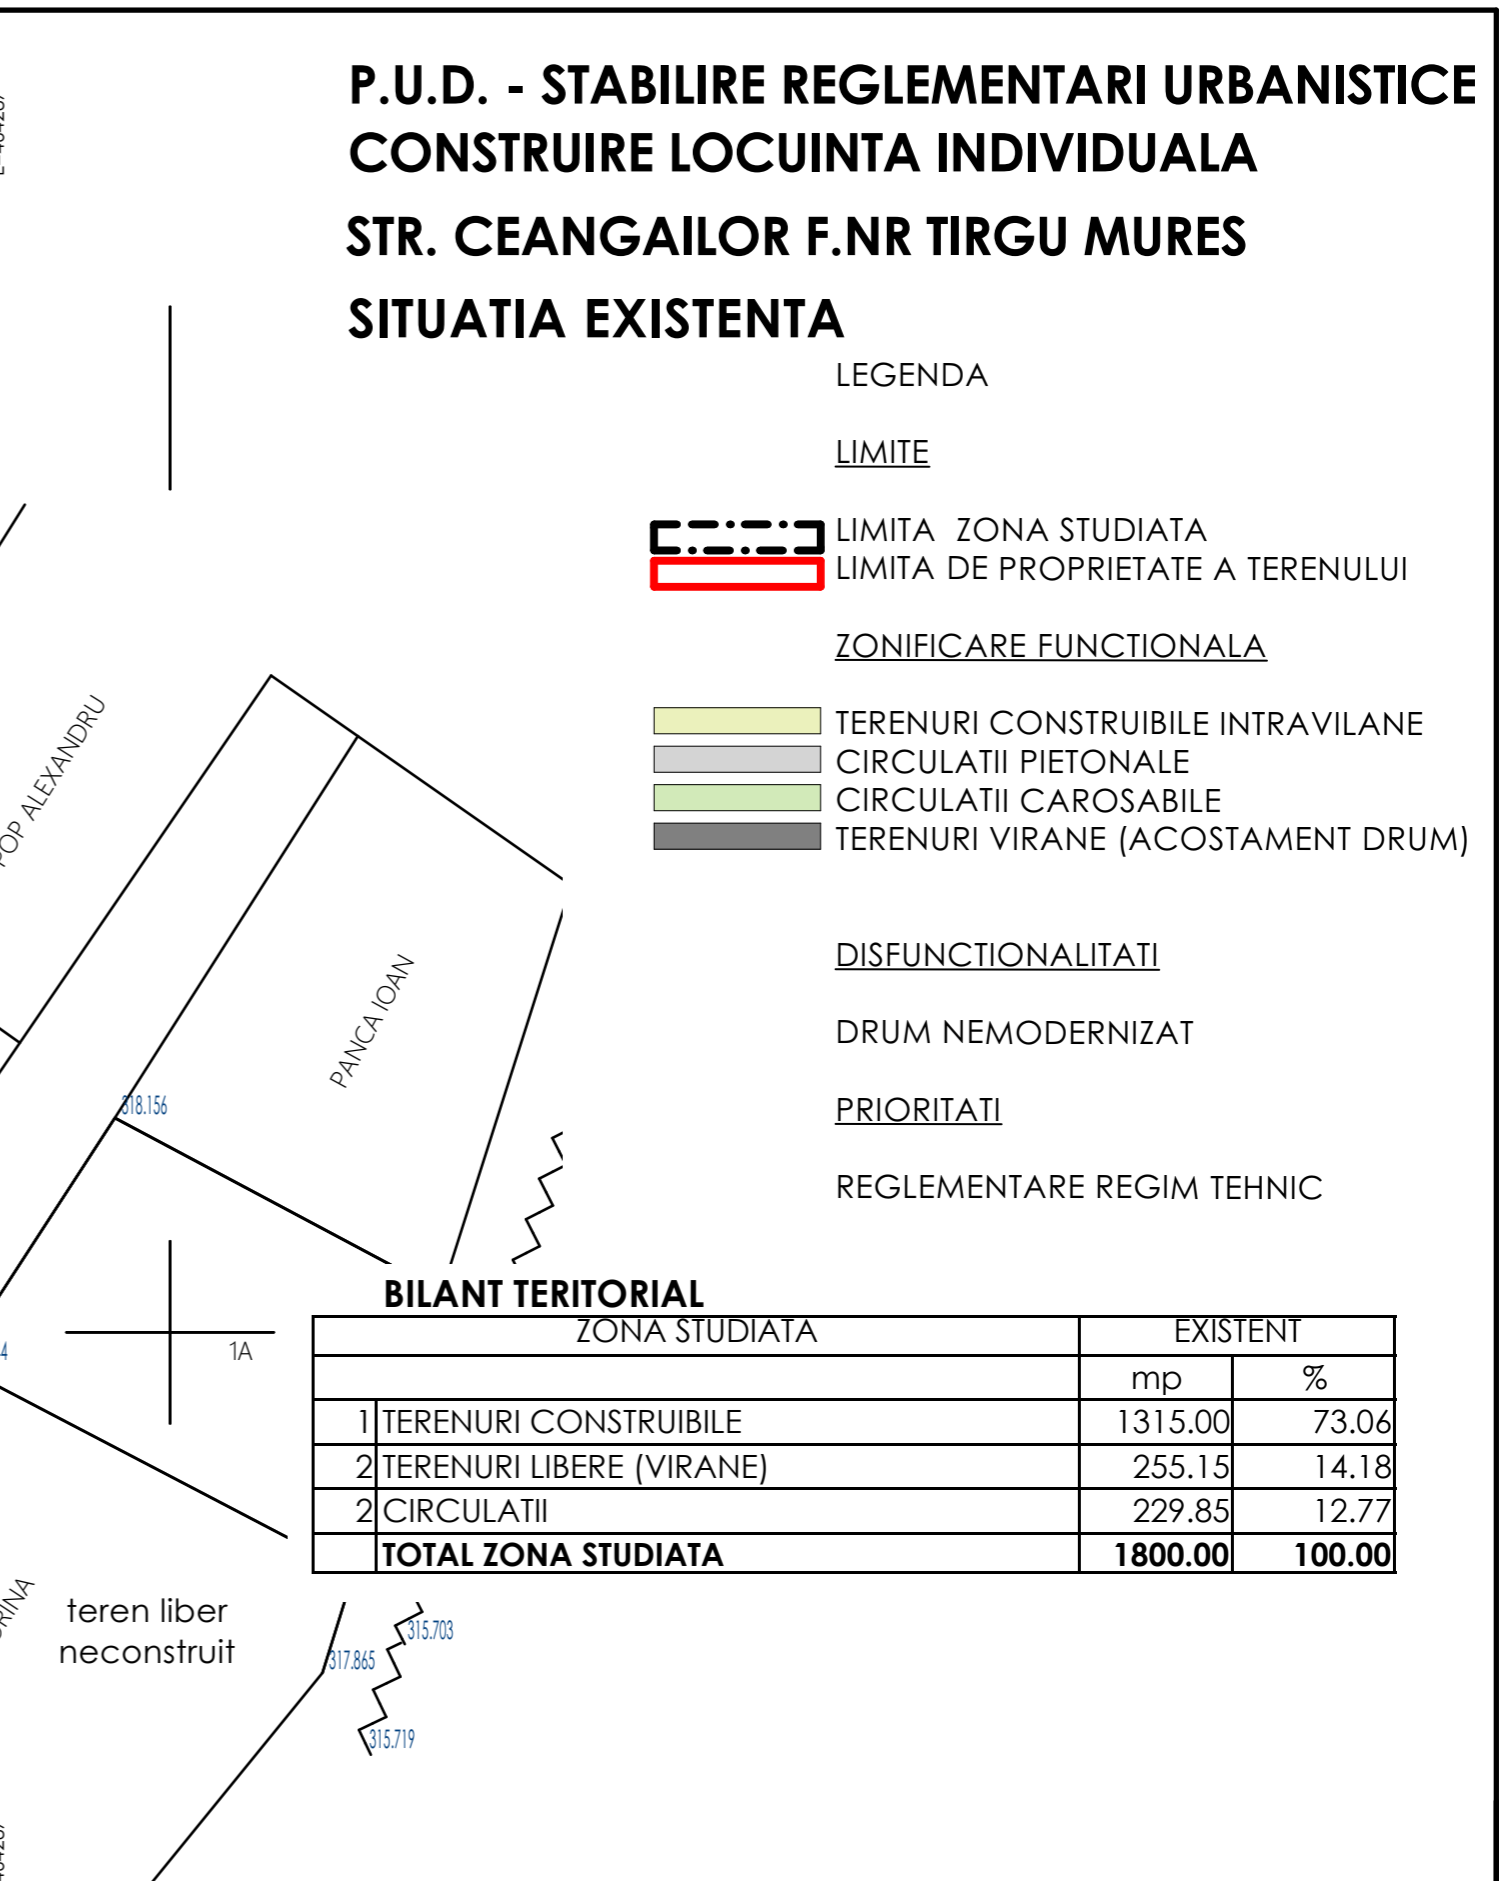 P.U.D. - STABILIRE REGLEMENTARI URBANISTICE
CONSTRUIRE LOCUINTA INDIVIDUALA
STR. CEANGAILOR F.NR TIRGU MURES
SITUATIA EXISTENTA
LEGENDA
LIMITE
LIMITA ZONA STUDIATA
LIMITA DE PROPRIETATE A TERENULUI
ZONIFICARE FUNCTIONALA
TERENURI CONSTRUIBILE INTRAVILANE
CIRCULATII PIETONALE
CIRCULATII CAROSABILE
TERENURI VIRANE (ACOSTAMENT DRUM)
DISFUNCTIONALITATI
DRUM NEMODERNIZAT
PRIORITATI
REGLEMENTARE REGIM TEHNIC
POP ALEXANDRU
PANCA IOAN
318.156
1A
BILANT TERITORIAL
ZONA STUDIATA EXISTENT
mp %
1 TERENURI CONSTRUIBILE 1315.00 73.06
2 TERENURI LIBERE (VIRANE) 255.15 14.18
2 CIRCULATII 229.85 12.77
TOTAL ZONA STUDIATA 1800.00 100.00
teren liber
neconstruit
315.703
317.865
315.719